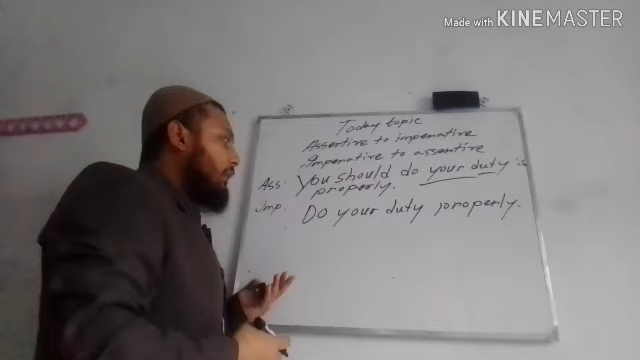 Made with KINEMASTER
Today topic
Assertive to imperative
Imperative to assertive
Ass: You should do your duty
properly.
Imp. Do your duty properly.